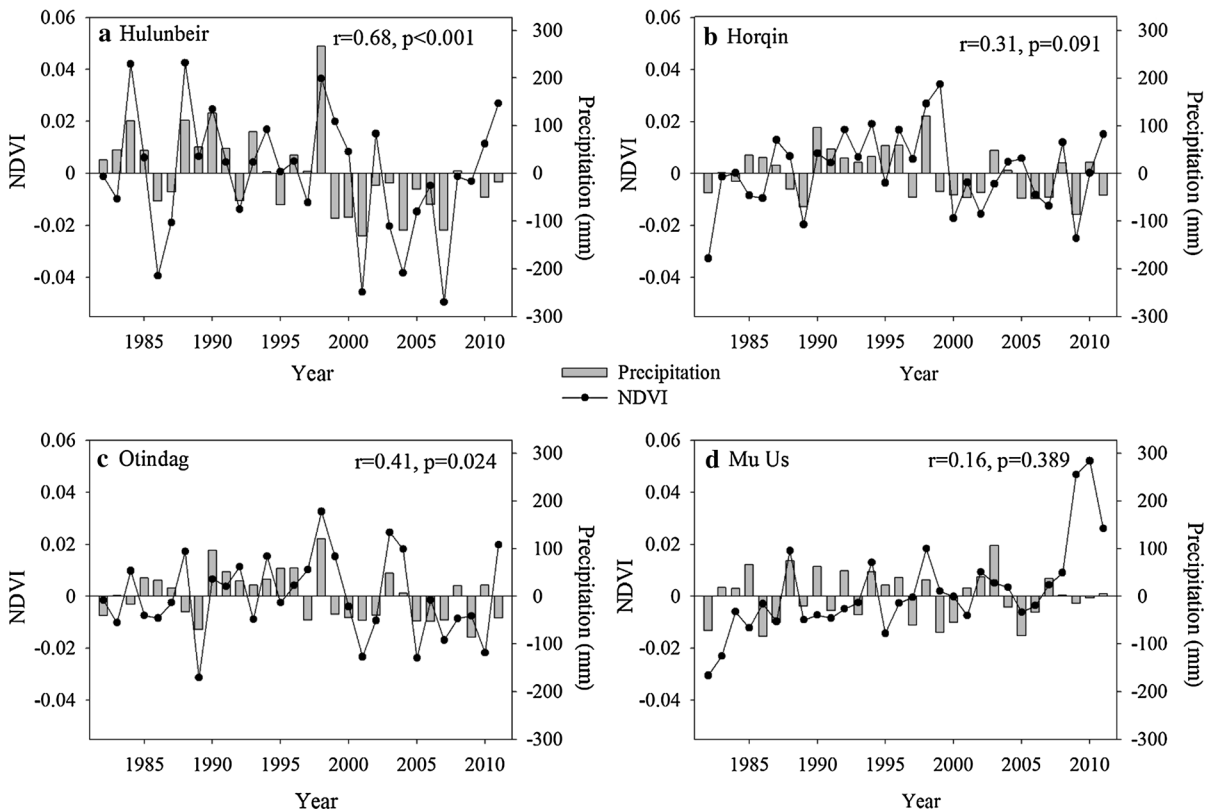 a Hulunbeir
r=0.68, p<0.001
0.06
0.04
0.02
0
-0.02
-0.04
NDVI
300
200
100
0
-100
-200
-300
Precipitation (mm)
1985 1990 1995 2000 2005 2010
Year
b Horqin
r=0.31, p=0.091
0.06
0.04
0.02
0
-0.02
-0.04
NDVI
300
200
100
0
-100
-200
-300
Precipitation (mm)
1985 1990 1995 2000 2005 2010
Year
Precipitation
NDVI
c Otindag
r=0.41, p=0.024
0.06
0.04
0.02
0
-0.02
-0.04
NDVI
300
200
100
0
-100
-200
-300
Precipitation (mm)
1985 1990 1995 2000 2005 2010
Year
d Mu Us
r=0.16, p=0.389
0.06
0.04
0.02
0
-0.02
-0.04
NDVI
300
200
100
0
-100
-200
-300
Precipitation (mm)
1985 1990 1995 2000 2005 2010
Year